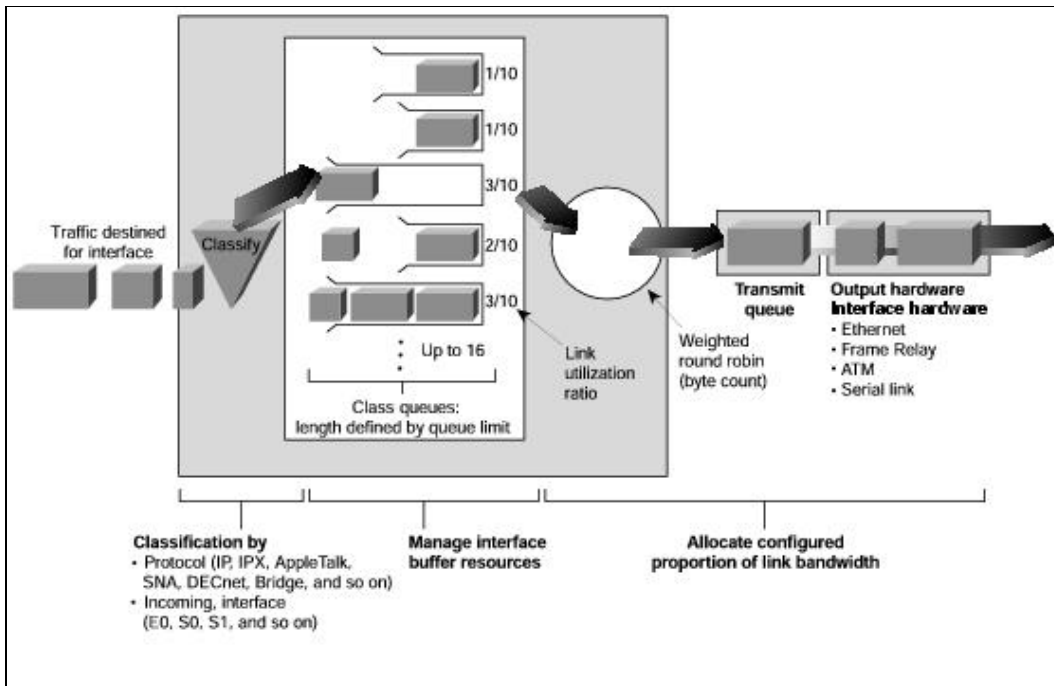 1/10
1/10
3/10
2/10
3/10
Traffic destined
for interface
Classify
Up to 16
Class queues:
length defined by queue limit
Link
utilization
ratio
Weighted
round robin
(byte count)
Transmit
queue
Output hardware
Interface hardware
• Ethernet
• Frame Relay
• ATM
• Serial link
Classification by
• Protocol (IP, IPX, AppleTalk,
SNA, DECnet, Bridge, and so on)
• Incoming, interface
(E0, S0, S1, and so on)
Manage interface
buffer resources
Allocate configured
proportion of link bandwidth